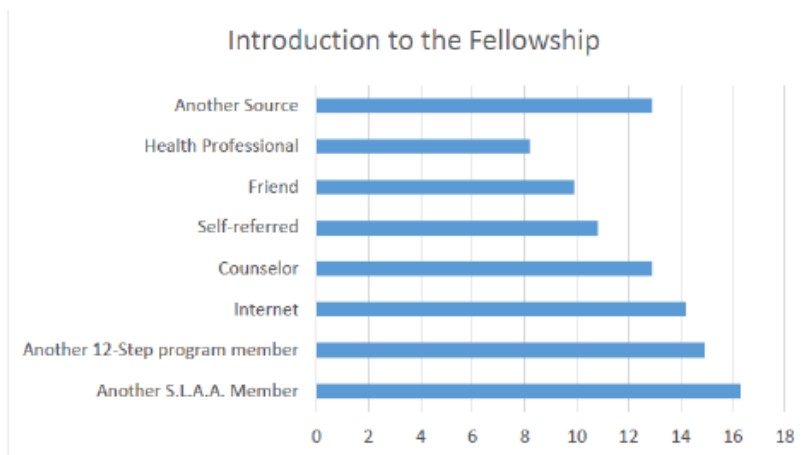 Introduction to the Fellowship
Another Source
Health Professional
Friend
Self-referred
Counselor
Internet
Another 12-Step program member
Another S.L.A.A. Member
0 2 4 6 8 10 12 14 16 18